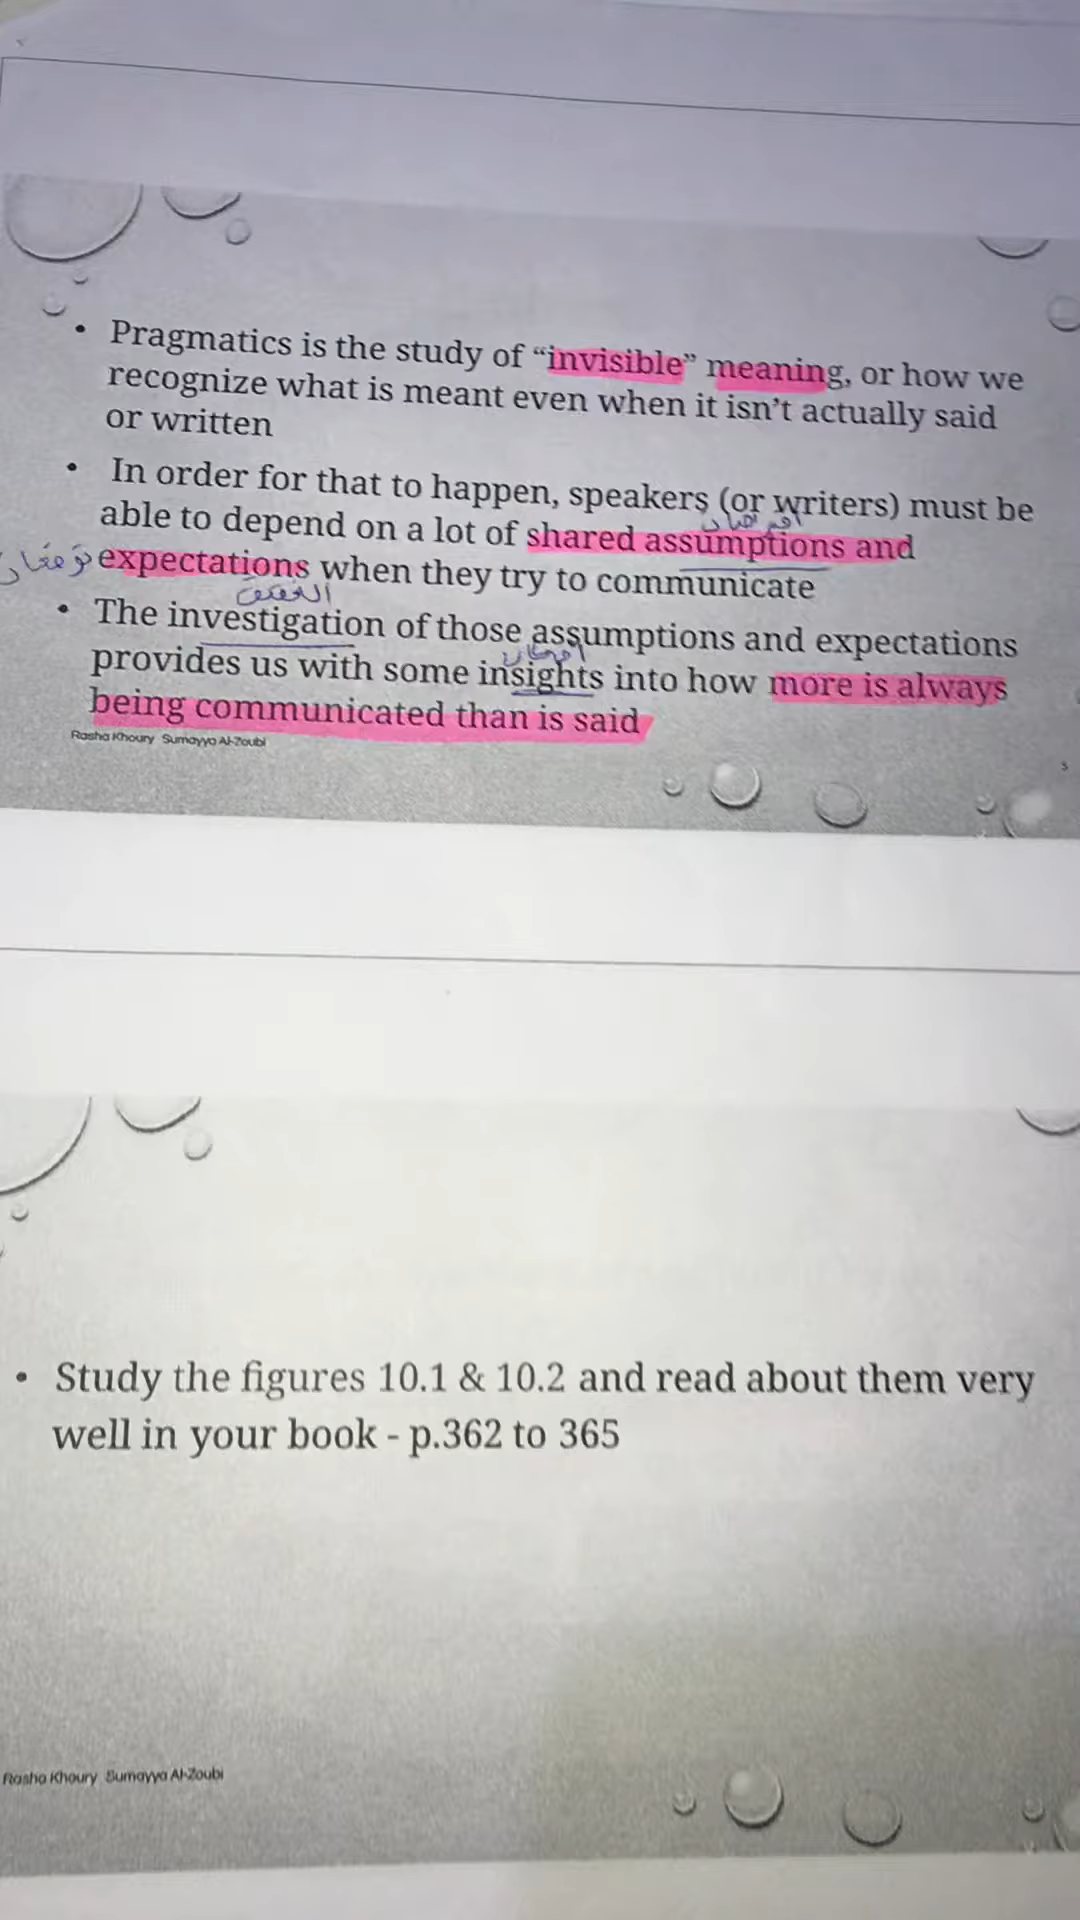 • Pragmatics is the study of “invisible” meaning, or how we
recognize what is meant even when it isn’t actually said
or written
• In order for that to happen, speakers (or writers) must be
افتراضات
able to depend on a lot of shared assumptions and
توقعات expectations when they try to communicate
التحقيق
• The investigation of those assumptions and expectations
provides us with some insights into how more is always
being communicated than is said
Rasha Khoury Sumayya Al-Zoubi
5
• Study the figures 10.1 & 10.2 and read about them very
well in your book - p.362 to 365
Rasha Khoury Sumayya Al-Zoubi